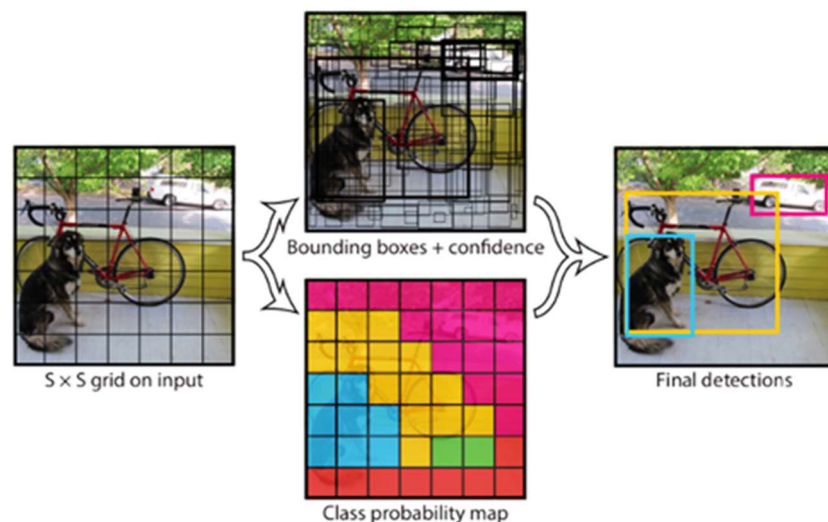 S × S grid on input
Bounding boxes + confidence
Class probability map
Final detections